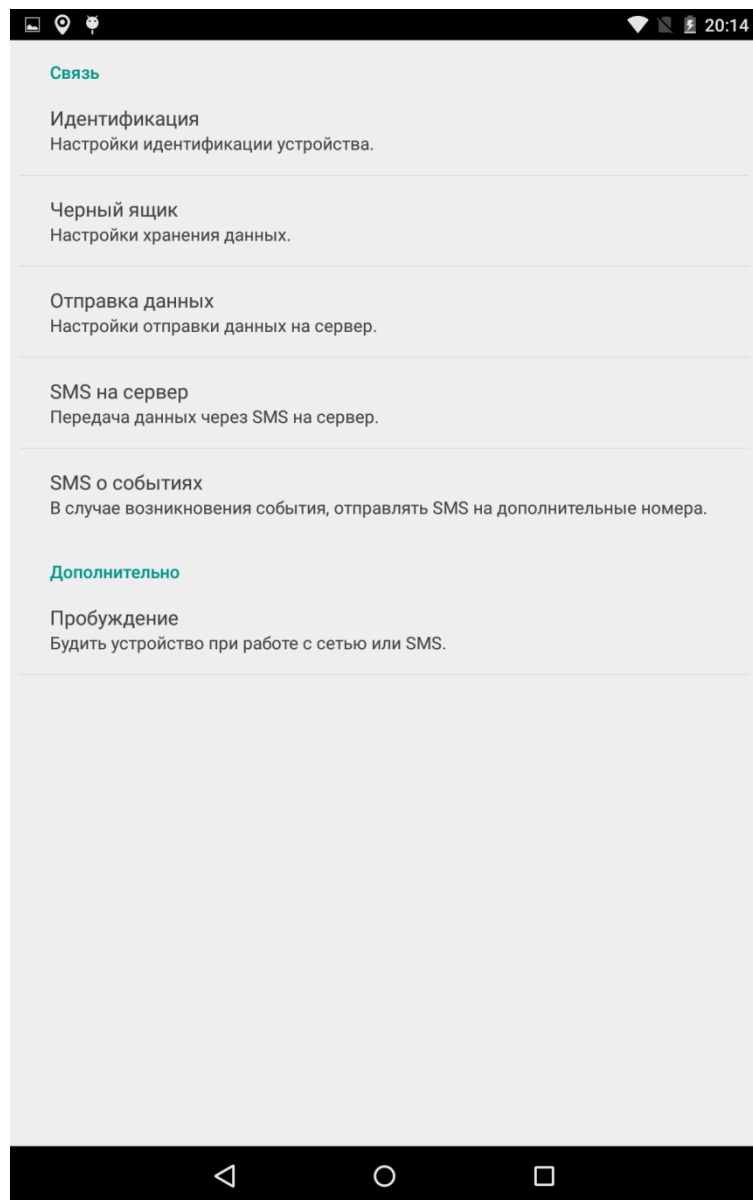 20:14
Связь
Идентификация
Настройки идентификации устройства.
Черный ящик
Настройки хранения данных.
Отправка данных
Настройки отправки данных на сервер.
SMS на сервер
Передача данных через SMS на сервер.
SMS о событиях
В случае возникновения события, отправлять SMS на дополнительные номера.
Дополнительно
Пробуждение
Будить устройство при работе с сетью или SMS.